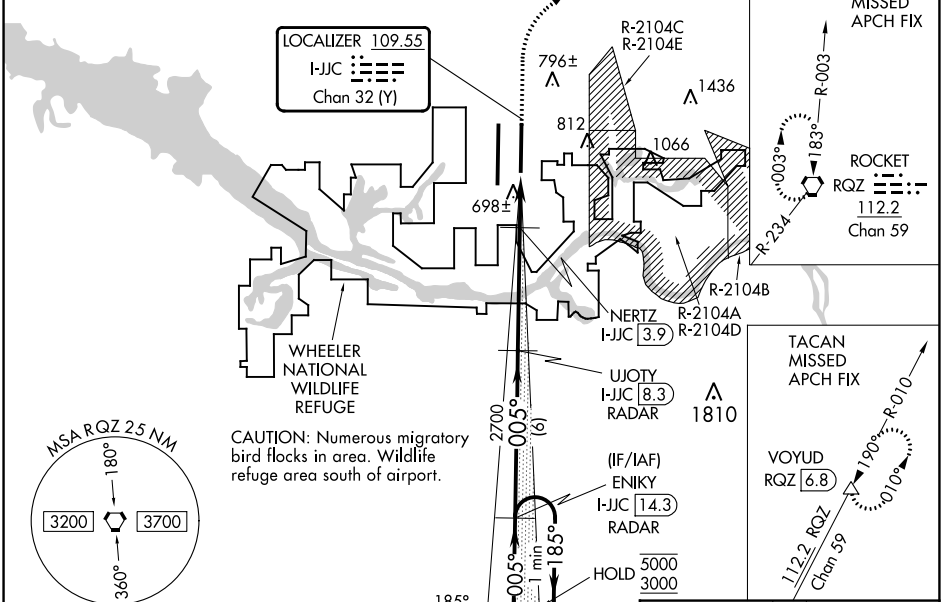 MISSED
APCH FIX
LOCALIZER 109.55
I-JJC
Chan 32 (Y)
R-2104C
R-2104E
796±
1436
812
1066
698±
R-003
183°
003°
ROCKET
RQZ
112.2
Chan 59
R-234
R-2104B
R-2104A
R-2104D
NERTZ
I-JJC 3.9
UJOTY
I-JJC 8.3
RADAR
1810
WHEELER
NATIONAL
WILDLIFE
REFUGE
CAUTION: Numerous migratory
bird flocks in area. Wildlife
refuge area south of airport.
2700
005°
(6)
(IF/IAF)
ENIKY
I-JJC 14.3
RADAR
005°
1 min
185°
HOLD 5000
3000
185°
MSA RQZ 25 NM
180°
3200
3700
360°
TACAN
MISSED
APCH FIX
R-010
190°
010°
VOYUD
RQZ 6.8
112.2 RQZ
Chan 59